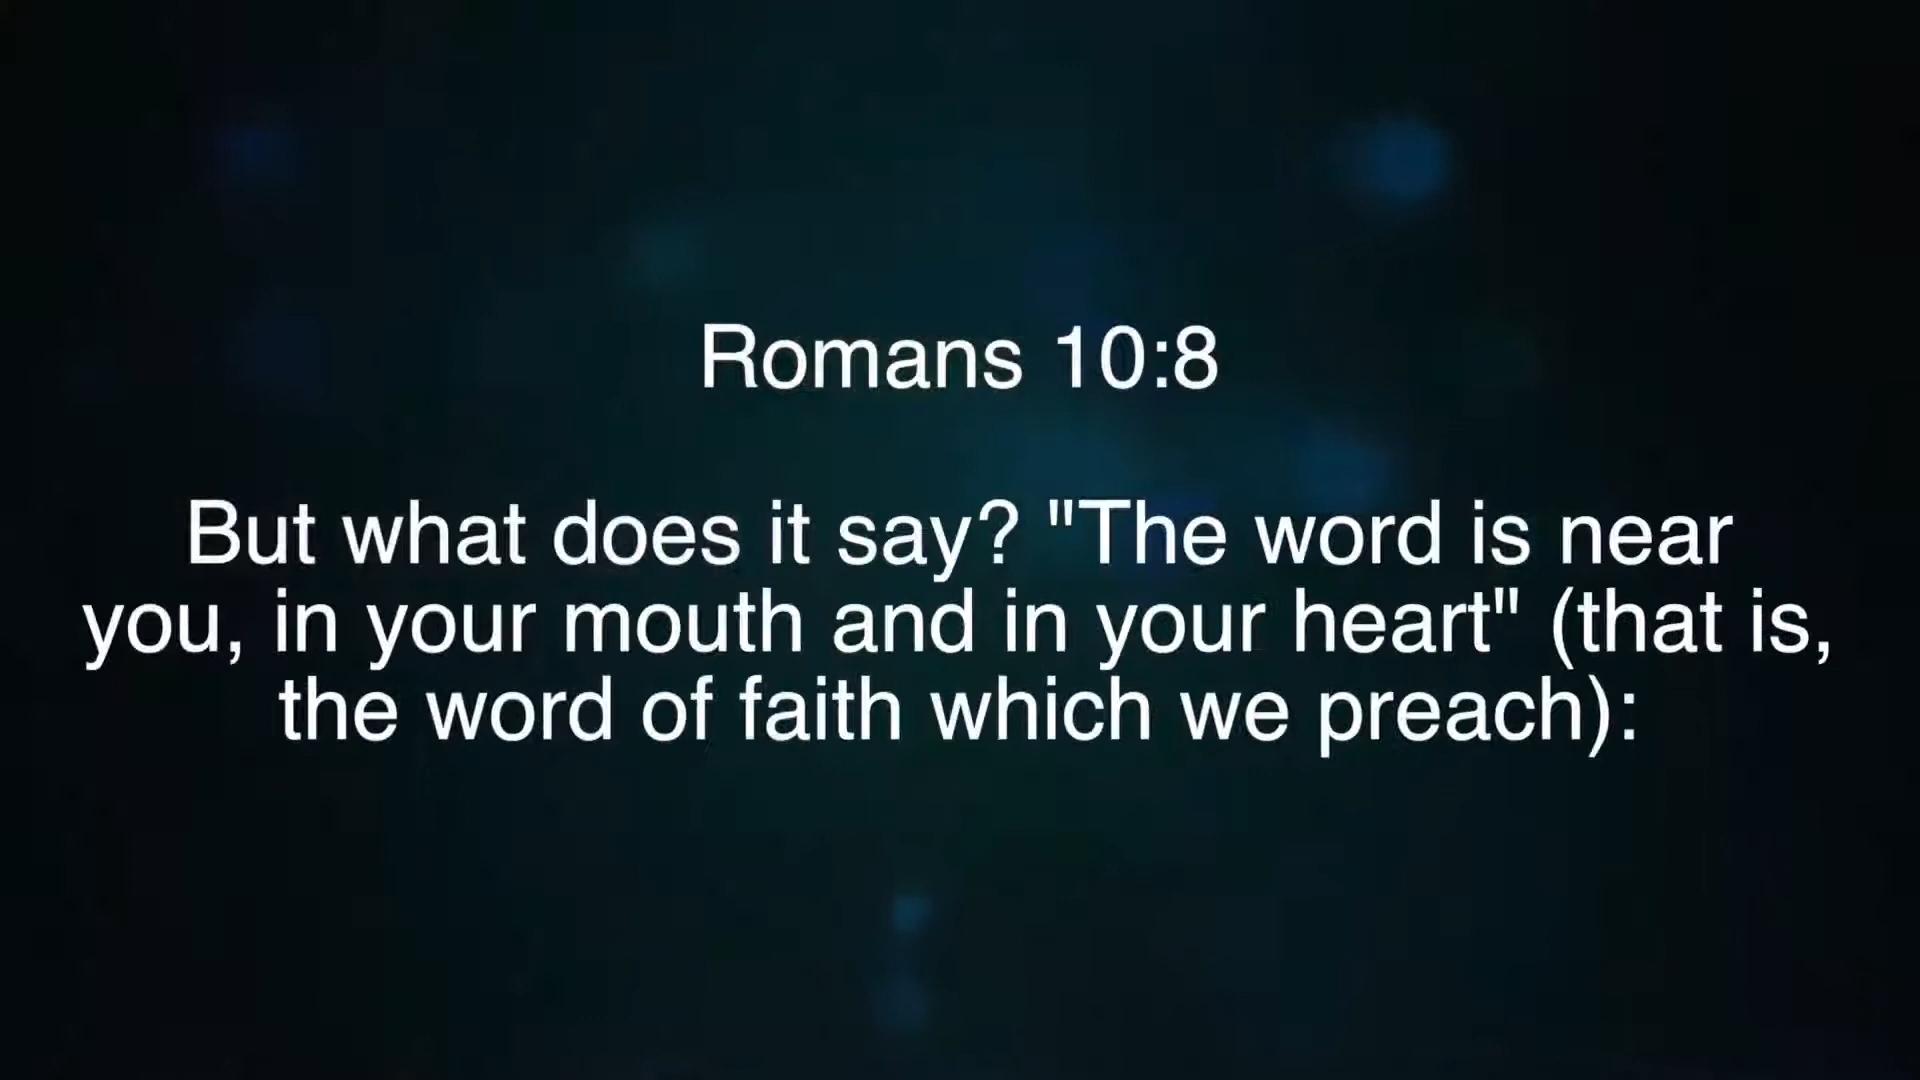 Romans 10:8
But what does it say? "The word is near
you, in your mouth and in your heart" (that is,
the word of faith which we preach):